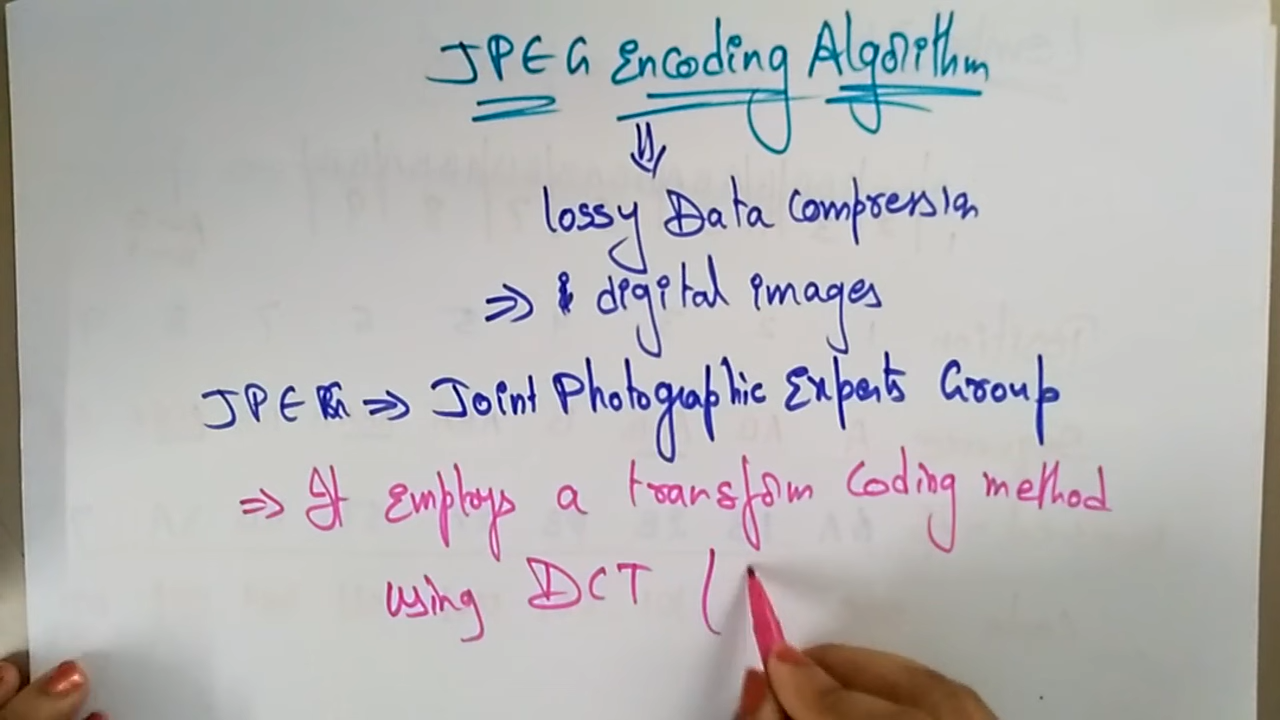 JPEG Encoding Algorithm
lossy Data Compression
⇒ digital images
JPEG ⇒ Joint Photographic Experts Group
⇒ It employs a transform Coding method
using DCT (